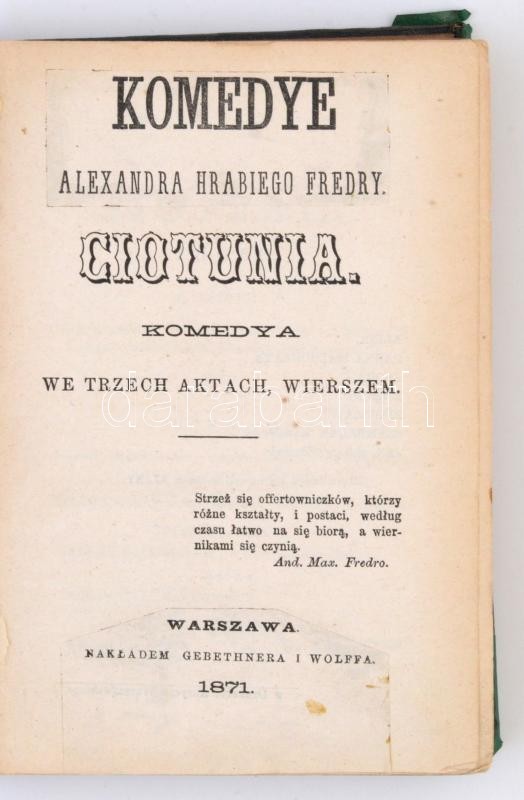 KOMEDYE
ALEXANDRA HRABIEGO FREDRY.
CIOTUNIA.
KOMEDYA
WE TRZECH AKTACH, WIERSZEM.
darabanth
Strzeż się offertowniczków, którzy
różne kształty, i postaci, według
czasu łatwo na się biorą, a wier-
nikami się czynią.
And. Max. Fredro.
WARSZAWA.
NAKŁADEM GEBETHNERA I WOLFFA.
1871.